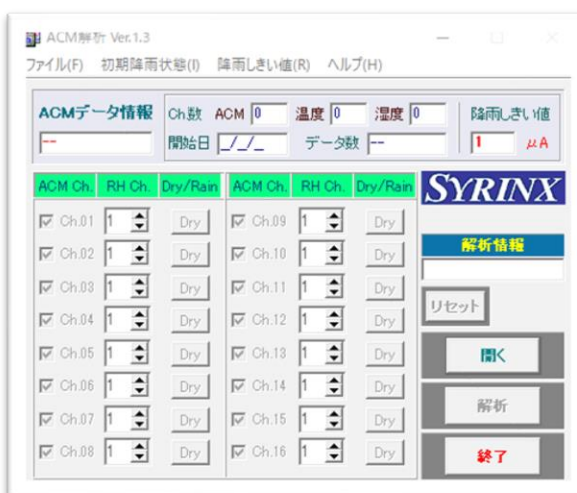 ACM解析 Ver.1.3
ファイル(F) 初期降雨状態(I) 降雨しきい値(R) ヘルプ(H)
ACMデータ情報 Ch数 ACM 0 温度 0 湿度 0 降雨しきい値
-- 開始日 _/_/_ データ数 -- 1 μA
ACM Ch. RH Ch. Dry/Rain ACM Ch. RH Ch. Dry/Rain SYRINX
Ch.01 1 Dry Ch.09 1 Dry
解析情報
Ch.02 1 Dry Ch.10 1 Dry
Ch.03 1 Dry Ch.11 1 Dry
リセット
Ch.04 1 Dry Ch.12 1 Dry
Ch.05 1 Dry Ch.13 1 Dry 開く
Ch.06 1 Dry Ch.14 1 Dry
解析
Ch.07 1 Dry Ch.15 1 Dry
Ch.08 1 Dry Ch.16 1 Dry 終了